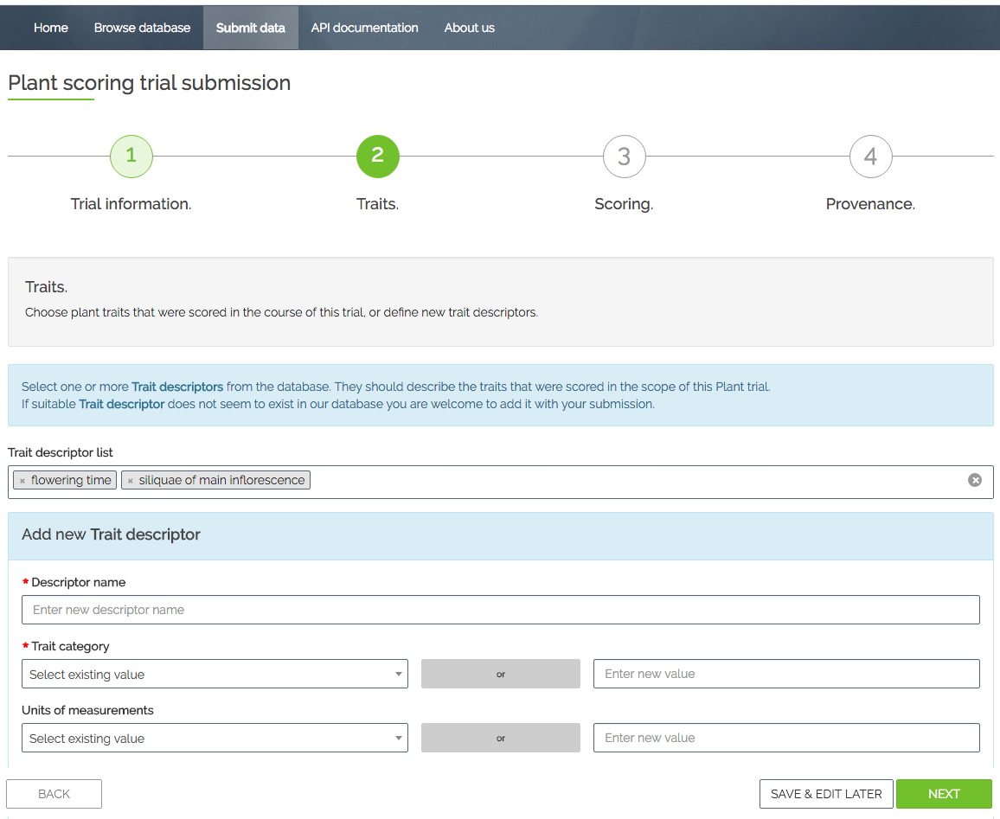 Home Browse database Submit data API documentation About us
Plant scoring trial submission
1 2 3 4
Trial information. Traits. Scoring. Provenance.
Traits.
Choose plant traits that were scored in the course of this trial, or define new trait descriptors.
Select one or more Trait descriptors from the database. They should describe the traits that were scored in the scope of this Plant trial.
If suitable Trait descriptor does not seem to exist in our database you are welcome to add it with your submission.
Trait descriptor list
× flowering time × siliquae of main inflorescence
Add new Trait descriptor
* Descriptor name
Enter new descriptor name
* Trait category
Select existing value or Enter new value
Units of measurements
Select existing value or Enter new value
BACK SAVE & EDIT LATER NEXT